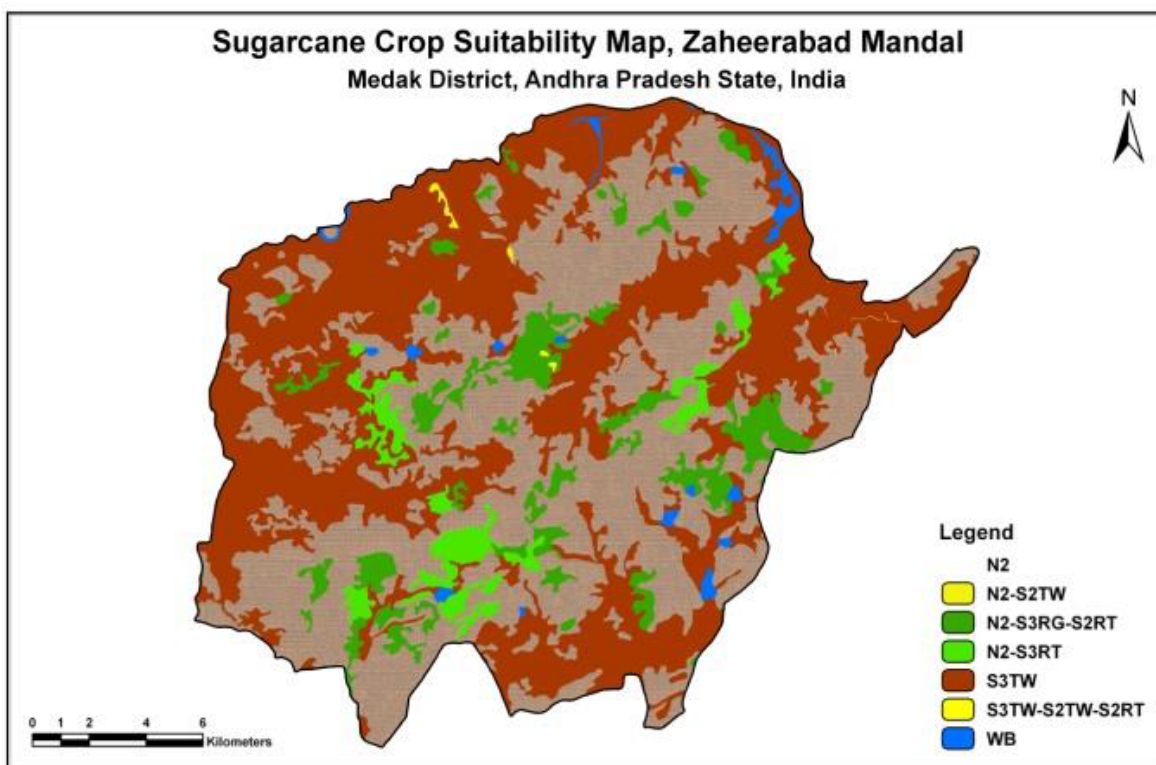 Sugarcane Crop Suitability Map, Zaheerabad Mandal
Medak District, Andhra Pradesh State, India
N
Legend
N2
N2-S2TW
N2-S3RG-S2RT
N2-S3RT
S3TW
S3TW-S2TW-S2RT
WB
0 1 2 4 6
Kilometers